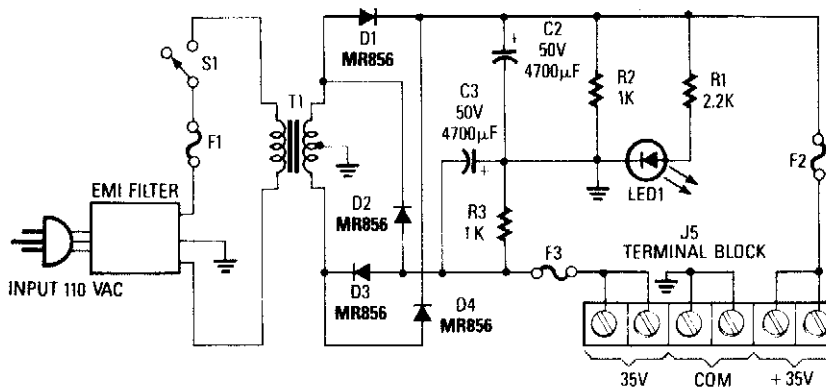 S1
F1
EMI FILTER
INPUT 110 VAC
T1
D1
MR856
D2
MR856
D3
MR856
D4
MR856
C2
50V
4700µF
C3
50V
4700µF
R2
1K
R1
2.2K
R3
1K
LED1
F2
F3
J5
TERMINAL BLOCK
35V
COM
+35V
+
+